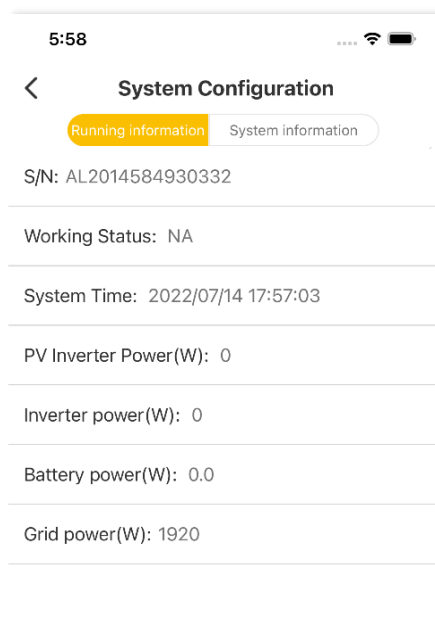 5:58
System Configuration
Running information System information
S/N: AL2014584930332
Working Status: NA
System Time: 2022/07/14 17:57:03
PV Inverter Power(W): 0
Inverter power(W): 0
Battery power(W): 0.0
Grid power(W): 1920